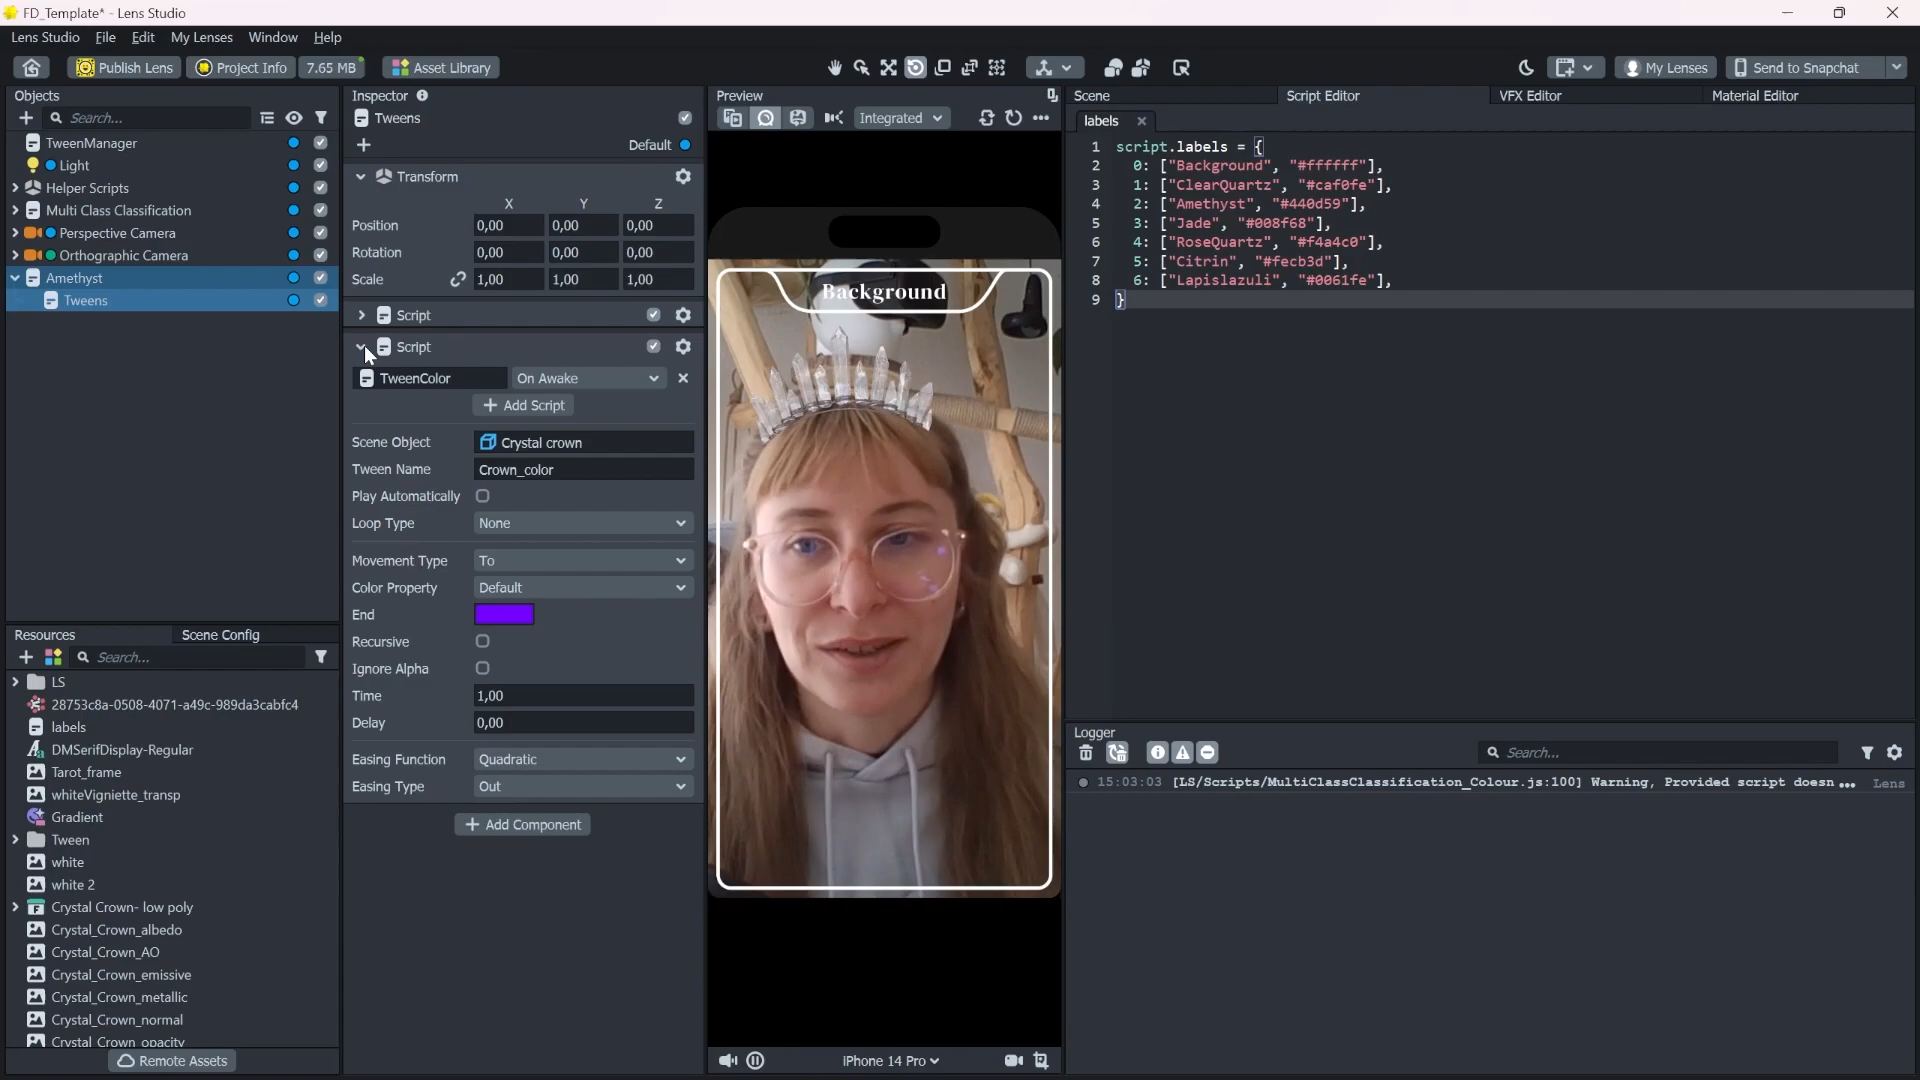 FD_Template* - Lens Studio
Lens Studio File Edit My Lenses Window Help
Publish Lens Project Info 7.65 MB Asset Library My Lenses Send to Snapchat
Objects
Search...
TweenManager
Light
Helper Scripts
Multi Class Classification
Perspective Camera
Orthographic Camera
Amethyst
Tweens
Resources Scene Config
Search...
LS
28753c8a-0508-4071-a49c-989da3cabfc4
labels
DMSerifDisplay-Regular
Tarot_frame
whiteVigniette_transp
Gradient
Tween
white
white 2
Crystal Crown- low poly
Crystal_Crown_albedo
Crystal_Crown_AO
Crystal_Crown_emissive
Crystal_Crown_metallic
Crystal_Crown_normal
Crystal_Crown_opacity
Remote Assets
Inspector
Tweens
Default
Transform
X Y Z
Position 0,00 0,00 0,00
Rotation 0,00 0,00 0,00
Scale 1,00 1,00 1,00
Script
Script
TweenColor On Awake
+ Add Script
Scene Object Crystal crown
Tween Name Crown_color
Play Automatically
Loop Type None
Movement Type To
Color Property Default
End
Recursive
Ignore Alpha
Time 1,00
Delay 0,00
Easing Function Quadratic
Easing Type Out
+ Add Component
Preview
Integrated
Background
iPhone 14 Pro
Scene Script Editor VFX Editor Material Editor
labels
1 script.labels = {
2 0: ["Background", "#ffffff"],
3 1: ["ClearQuartz", "#caf0fe"],
4 2: ["Amethyst", "#440d59"],
5 3: ["Jade", "#008f68"],
6 4: ["RoseQuartz", "#f4a4c0"],
7 5: ["Citrin", "#fecb3d"],
8 6: ["Lapislazuli", "#0061fe"],
9 }
Logger
Search...
15:03:03 [LS/Scripts/MultiClassClassification_Colour.js:100] Warning, Provided script doesn ... Lens